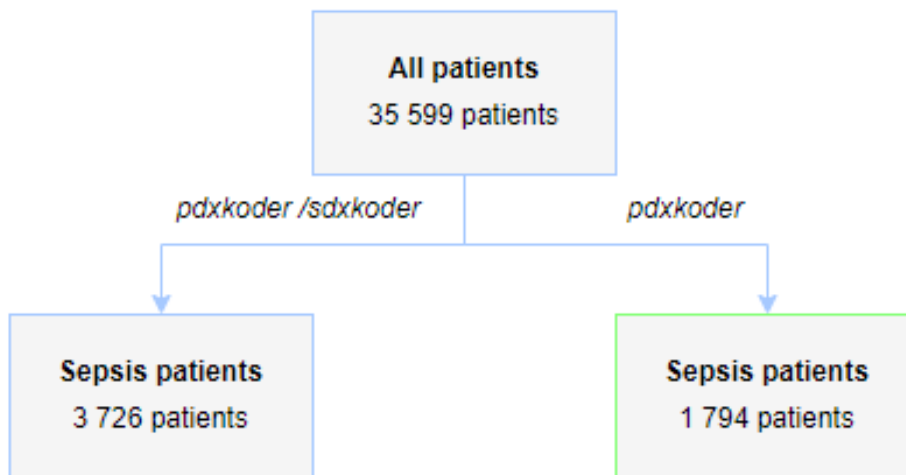 All patients
35 599 patients
pdxkoder /sdxkoder
pdxkoder
Sepsis patients
3 726 patients
Sepsis patients
1 794 patients